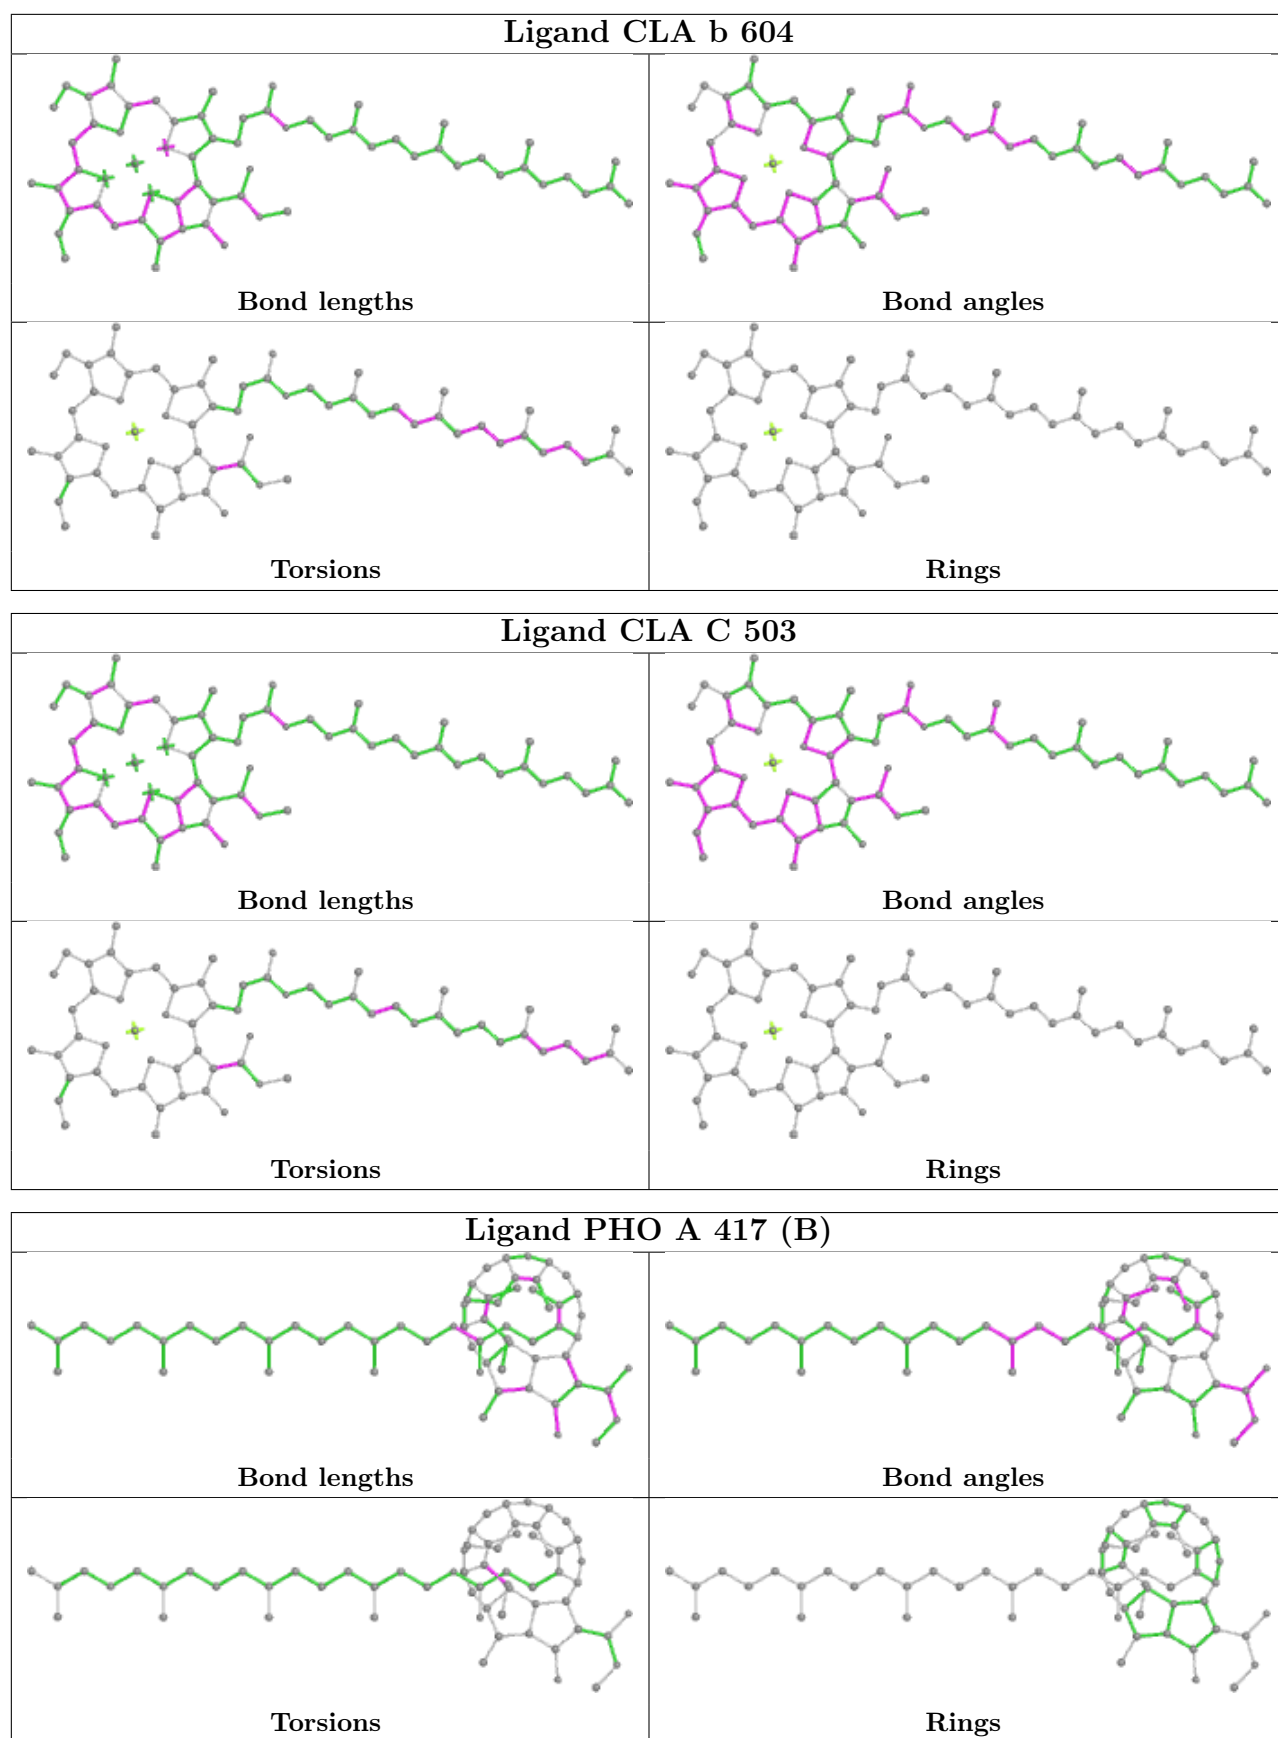 Ligand CLA b 604
Bond lengths
Bond angles
Torsions
Rings
Ligand CLA C 503
Bond lengths
Bond angles
Torsions
Rings
Ligand PHO A 417 (B)
Bond lengths
Bond angles
Torsions
Rings